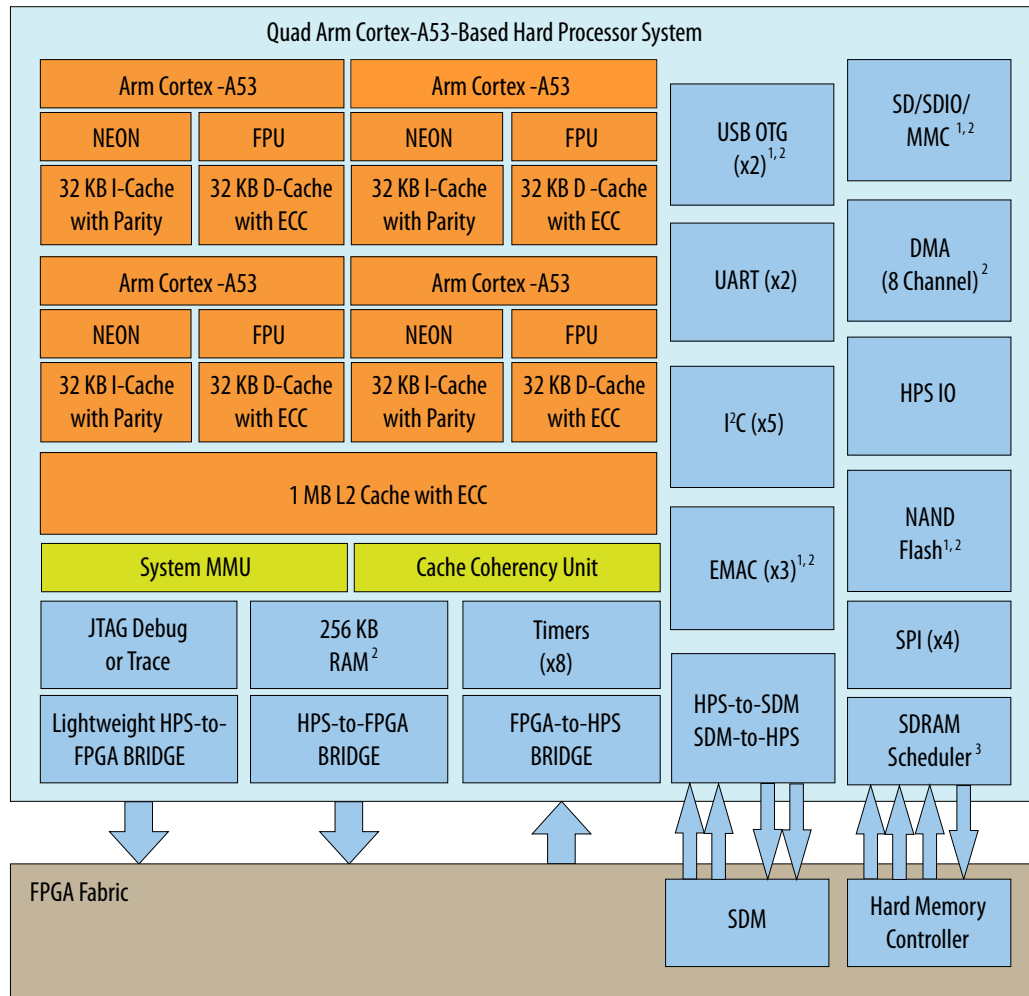 Quad Arm Cortex-A53-Based Hard Processor System
Arm Cortex -A53
Arm Cortex -A53
NEON
FPU
NEON
FPU
32 KB I-Cache
with Parity
32 KB D-Cache
with ECC
32 KB I-Cache
with Parity
32 KB D -Cache
with ECC
Arm Cortex -A53
Arm Cortex -A53
NEON
FPU
NEON
FPU
32 KB I-Cache
with Parity
32 KB D-Cache
with ECC
32 KB I-Cache
with Parity
32 KB D-Cache
with ECC
1 MB L2 Cache with ECC
System MMU
Cache Coherency Unit
JTAG Debug
or Trace
256 KB
RAM 2
Timers
(x8)
Lightweight HPS-to-
FPGA BRIDGE
HPS-to-FPGA
BRIDGE
FPGA-to-HPS
BRIDGE
USB OTG
(x2) 1, 2
UART (x2)
I²C (x5)
EMAC (x3) 1, 2
HPS-to-SDM
SDM-to-HPS
SD/SDIO/
MMC 1, 2
DMA
(8 Channel) 2
HPS IO
NAND
Flash 1, 2
SPI (x4)
SDRAM
Scheduler 3
FPGA Fabric
SDM
Hard Memory
Controller